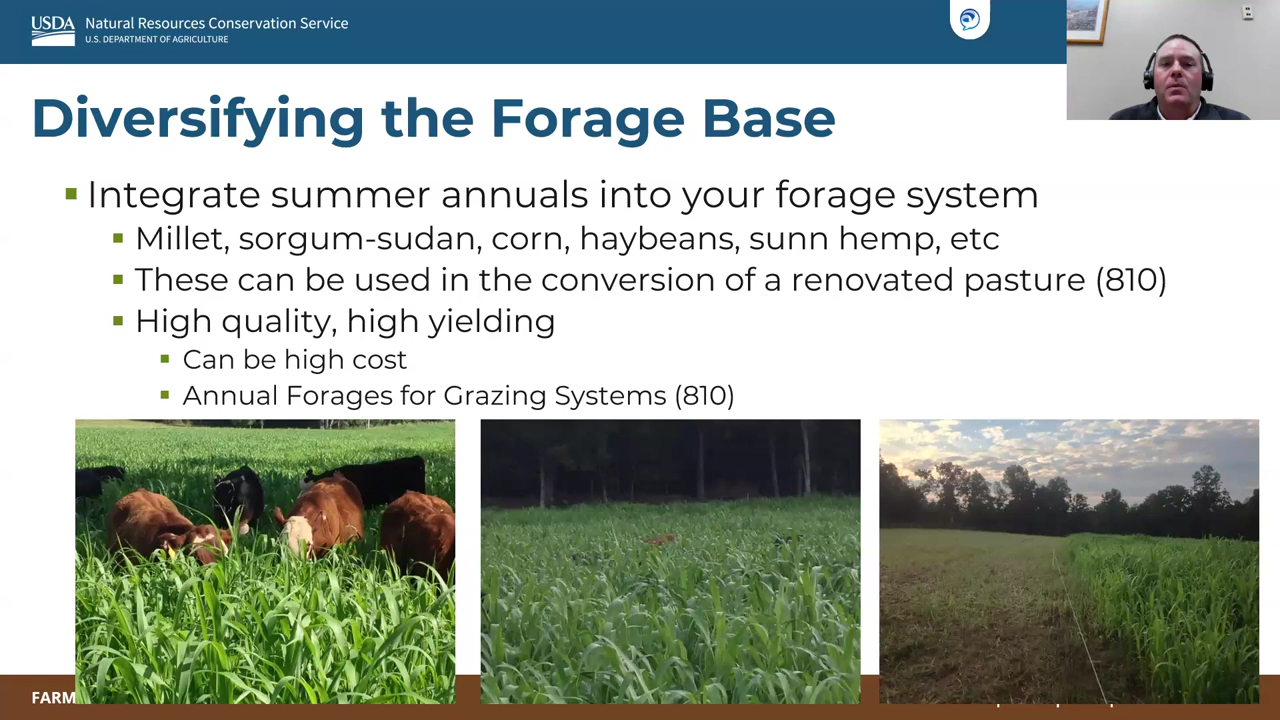 USDA Natural Resources Conservation Service
U.S. DEPARTMENT OF AGRICULTURE
Diversifying the Forage Base
Integrate summer annuals into your forage system
Millet, sorgum-sudan, corn, haybeans, sunn hemp, etc
These can be used in the conversion of a renovated pasture (810)
High quality, high yielding
Can be high cost
Annual Forages for Grazing Systems (810)
FARM